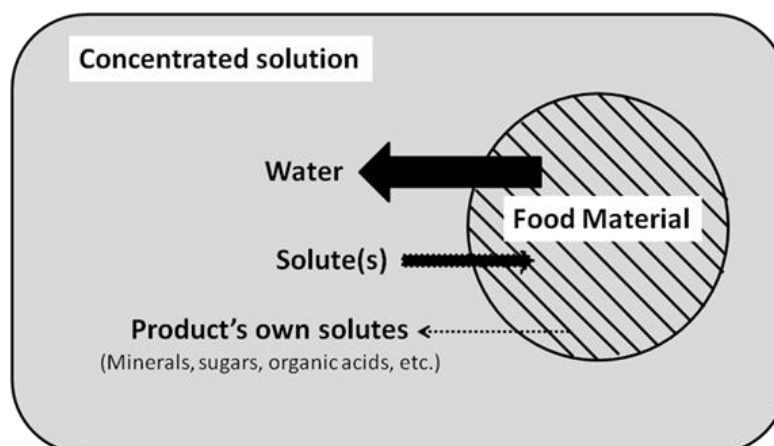 Concentrated solution
Water
Food Material
Solute(s)
Product's own solutes
(Minerals, sugars, organic acids, etc.)